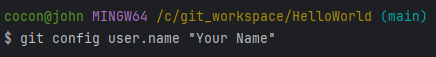 cocon@john MINGW64 /c/git_workspace/HelloWorld (main)
$ git config user.name "Your Name"